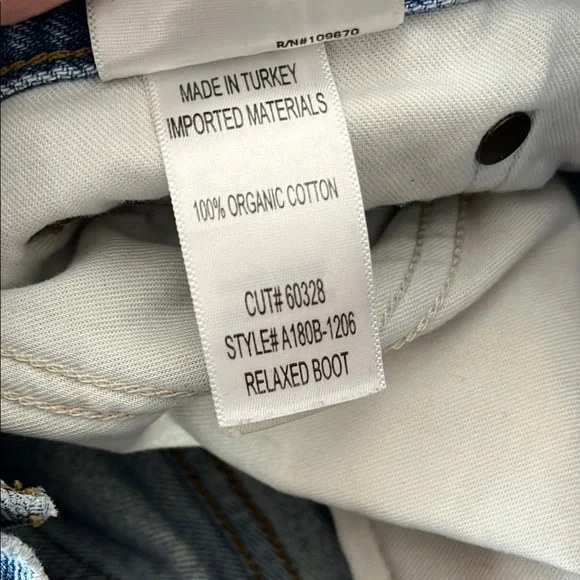 R/N#109670
MADE IN TURKEY
IMPORTED MATERIALS
100% ORGANIC COTTON
CUT# 60328
STYLE# A180B-1206
RELAXED BOOT